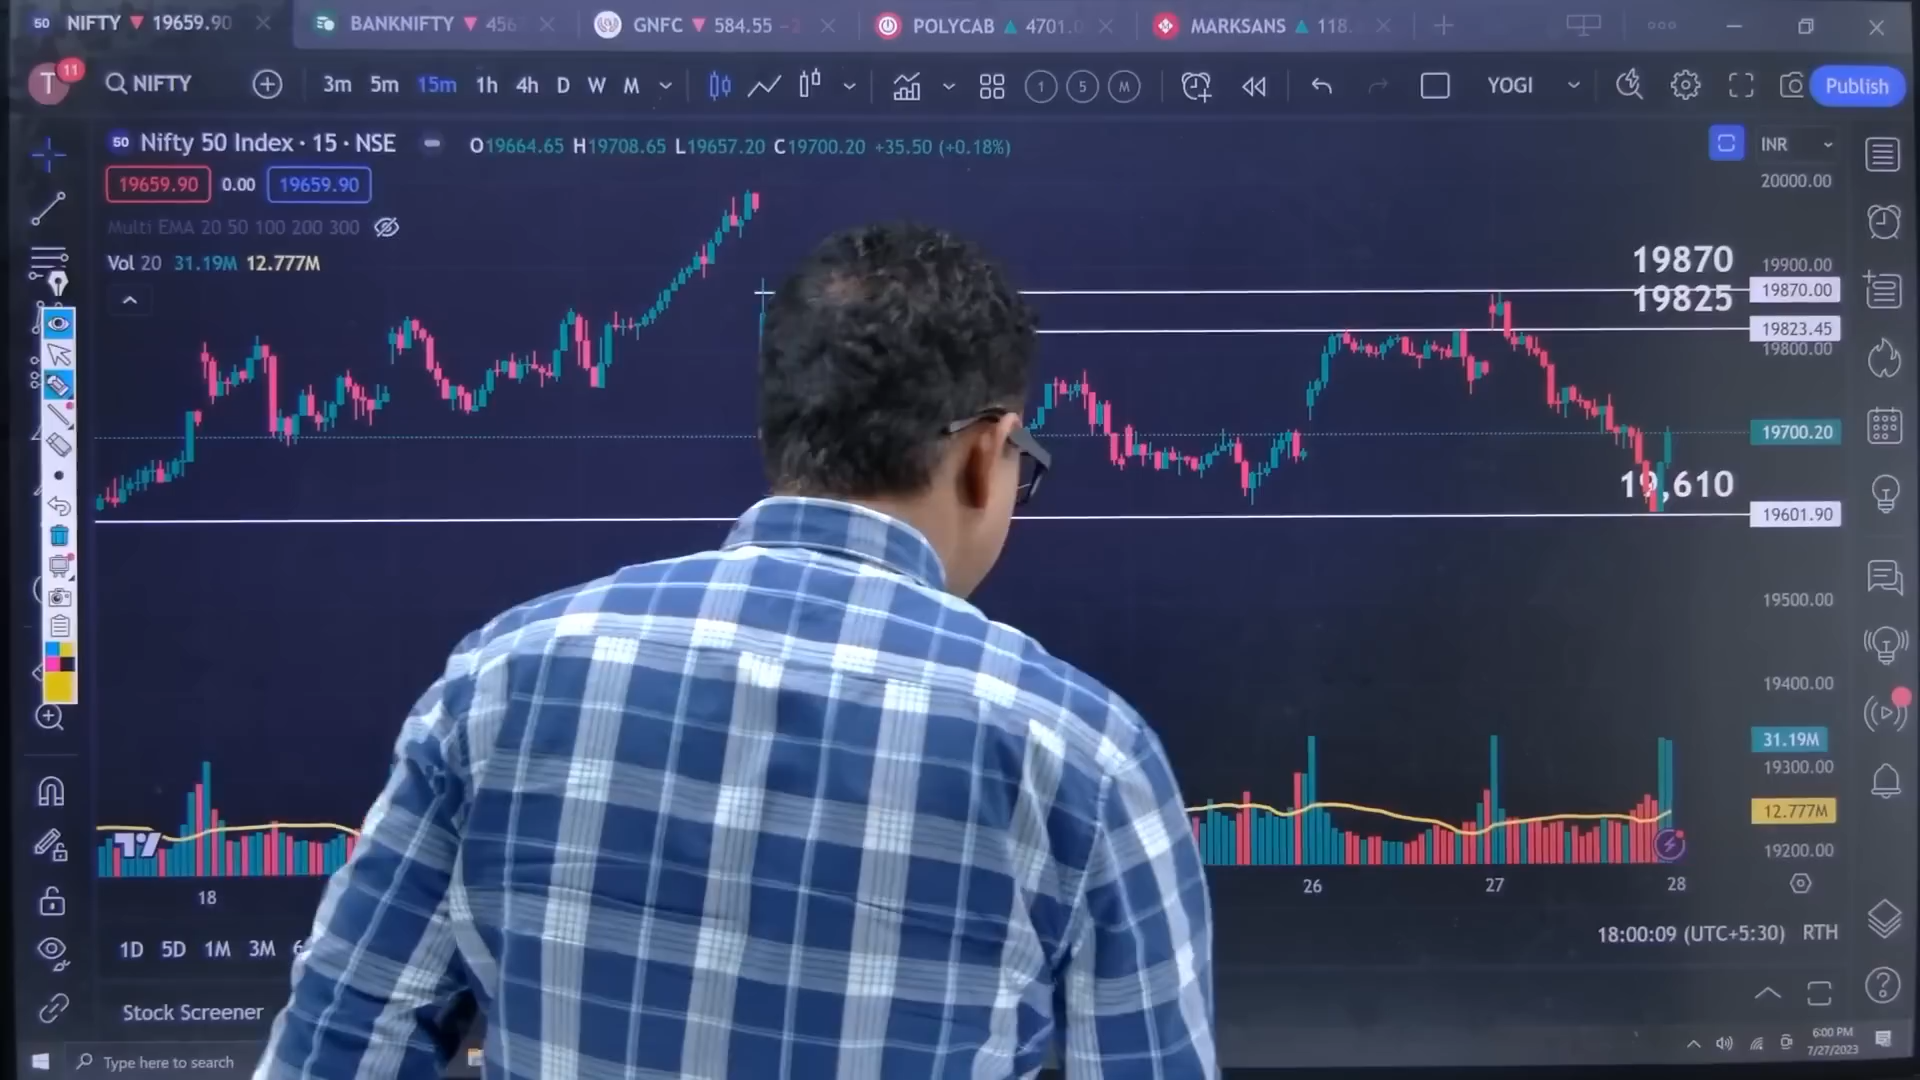 50 NIFTY ▼ 19659.90
BANKNIFTY ▼ 456
GNFC ▼ 584.55
POLYCAB ▲ 4701.0
MARKSANS ▲ 118.
T 11
NIFTY
3m 5m 15m 1h 4h D W M
1 5 M
YOGI
Publish
50 Nifty 50 Index · 15 · NSE
O19664.65 H19708.65 L19657.20 C19700.20 +35.50 (+0.18%)
INR
19659.90 0.00 19659.90
20000.00
Multi EMA 20 50 100 200 300
Vol 20 31.19M 12.777M
19870
19900.00
19870.00
19825
19823.45
19800.00
19700.20
19,610
19601.90
19500.00
19400.00
31.19M
19300.00
12.777M
19200.00
18
26
27
28
1D 5D 1M 3M 6
18:00:09 (UTC+5:30) RTH
Stock Screener
Type here to search
6:00 PM
7/27/2023